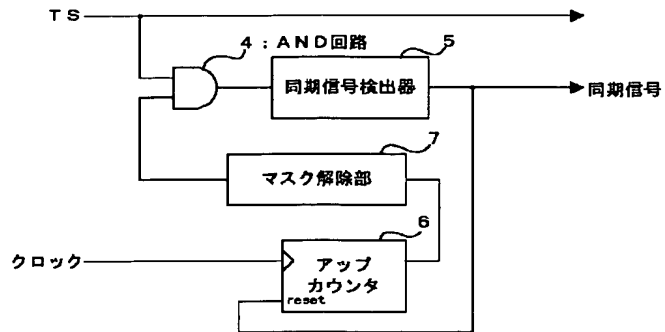 TS
4：AND回路
5
同期信号検出器
同期信号
7
マスク解除部
6
クロック
アップ
カウンタ
reset